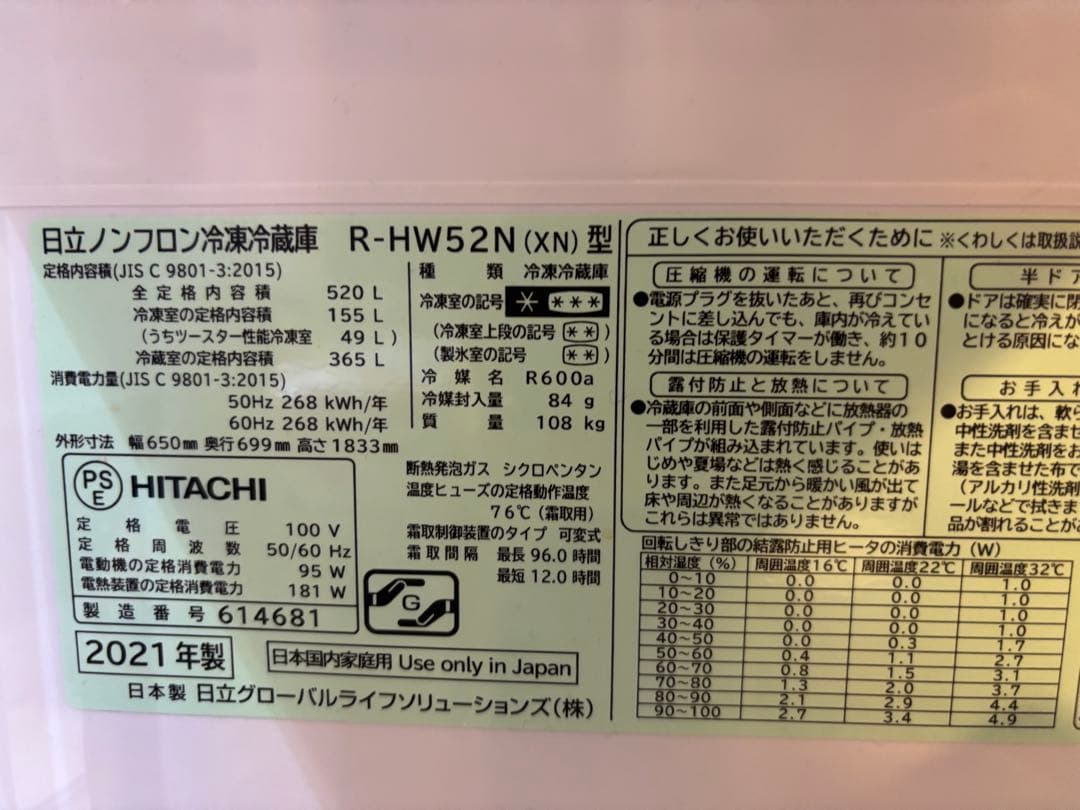 日立ノンフロン冷凍冷蔵庫 R-HW52N(XN)型
定格内容積(JIS C 9801-3:2015)
全定格内容積 520 L
冷凍室の定格内容積 155 L
(うちツースター性能冷凍室 49 L)
冷蔵室の定格内容積 365 L
消費電力量(JIS C 9801-3:2015)
50Hz 268 kWh/年
60Hz 268 kWh/年
外形寸法 幅650mm 奥行699mm 高さ1833mm
種類 冷凍冷蔵庫
冷凍室の記号 * ***
(冷凍室上段の記号 **)
(製氷室の記号 **)
冷媒名 R600a
冷媒封入量 84 g
質量 108 kg
PSE HITACHI
定格電圧 100 V
定格周波数 50/60 Hz
電動機の定格消費電力 95 W
電熱装置の定格消費電力 181 W
製造番号 614681
断熱発泡ガス シクロペンタン
温度ヒューズの定格動作温度
76℃(霜取用)
霜取制御装置のタイプ 可変式
霜取間隔 最長96.0時間
最短12.0時間
G
2021年製
日本国内家庭用 Use only in Japan
日本製 日立グローバルライフソリューションズ(株)
正しくお使いいただくために ※くわしくは取扱説
圧縮機の運転について
●電源プラグを抜いたあと、再びコンセ
ントに差し込んでも、庫内が冷えてい
る場合は保護タイマーが働き、約10
分間は圧縮機の運転をしません。
露付防止と放熱について
●冷蔵庫の前面や側面などに放熱器の
一部を利用した露付防止パイプ・放熱
パイプが組み込まれています。使いは
じめや夏場などは熱く感じることがあ
ります。また足元から暖かい風が出て
床や周辺が熱くなることがありますが
これらは異常ではありません。
半ドア
●ドアは確実に閉
になると冷えが
とける原因にな
お手入れ
●お手入れは、軟ら
中性洗剤を含ませ
また中性洗剤をお
湯を含ませた布で
(アルカリ性洗剤
ールなどで拭きま
品が割れることが
回転しきり部の結露防止用ヒータの消費電力(W)
相対湿度(%) 周囲温度16℃ 周囲温度22℃ 周囲温度32℃
0~10 0.0 0.0 1.0
10~20 0.0 0.0 1.0
20~30 0.0 0.0 1.0
30~40 0.0 0.0 1.0
40~50 0.0 0.3 1.7
50~60 0.4 1.1 2.7
60~70 0.8 1.5 3.1
70~80 1.3 2.0 3.7
80~90 2.1 2.9 4.4
90~100 2.7 3.4 4.9